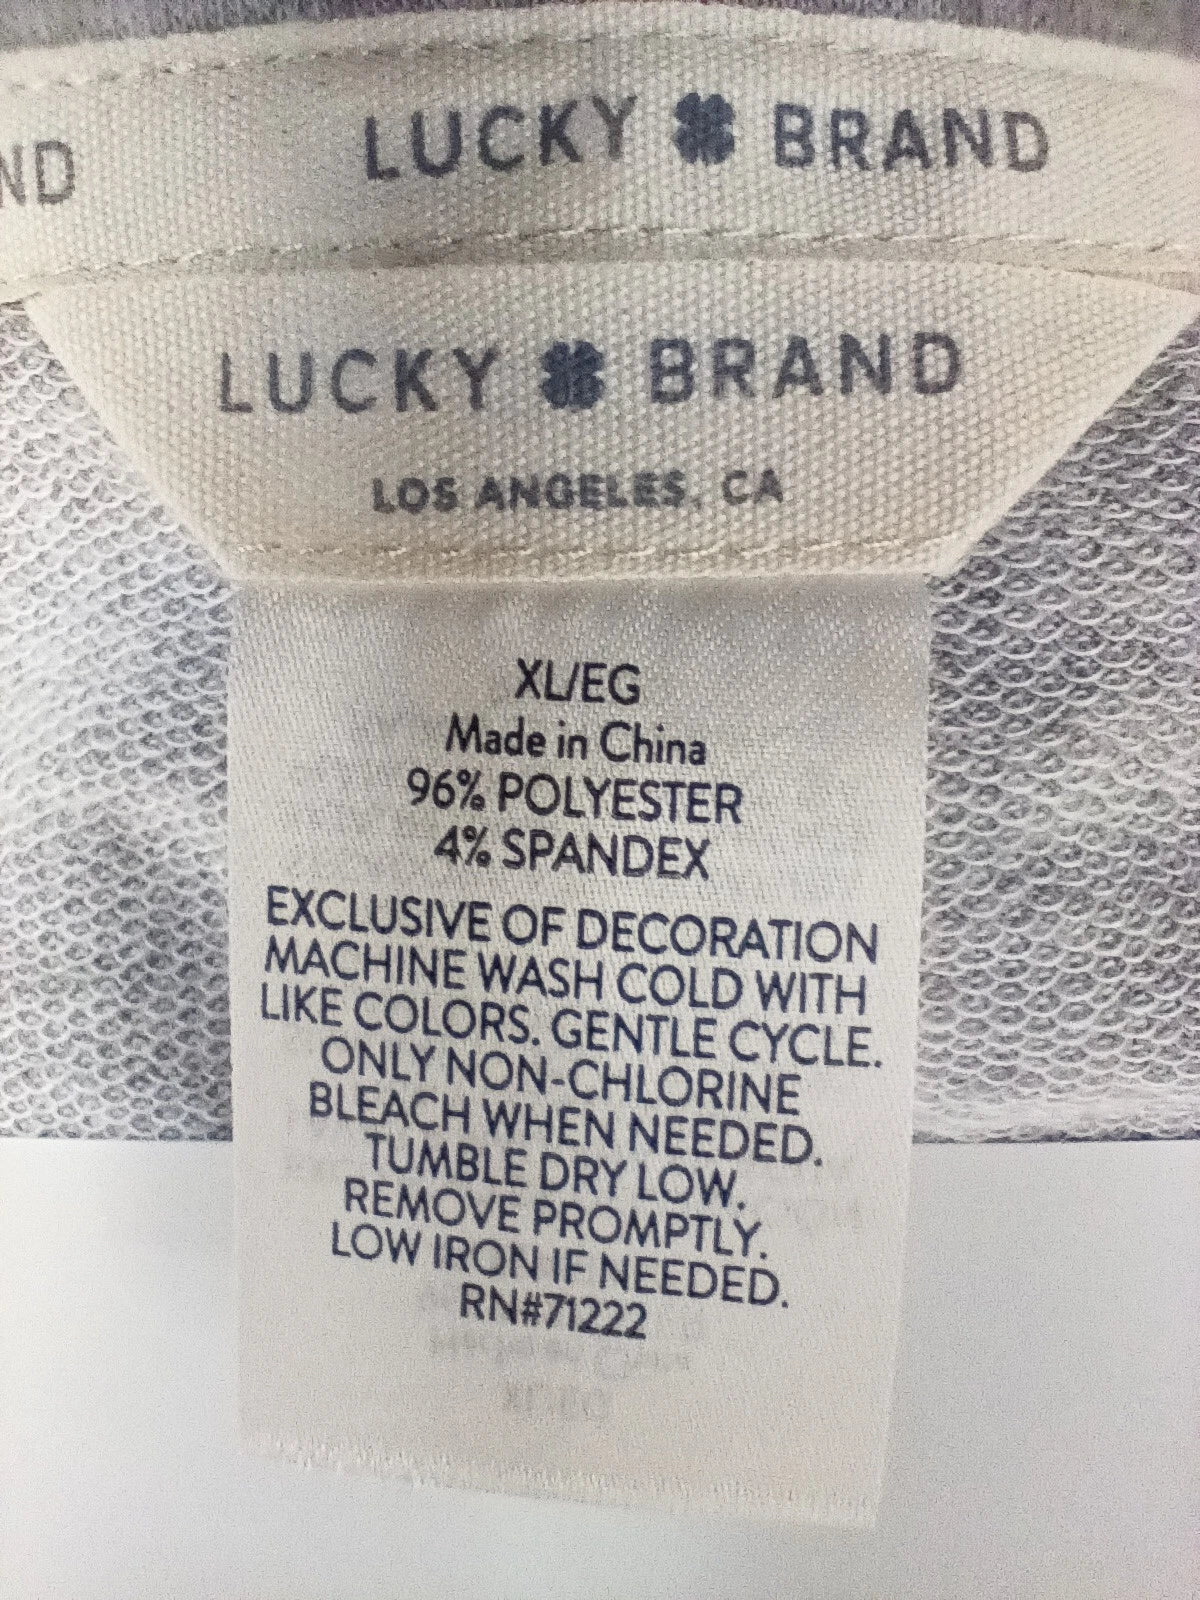 ND LUCKY BRAND
LUCKY BRAND
LOS ANGELES, CA
XL/EG
Made in China
96% POLYESTER
4% SPANDEX
EXCLUSIVE OF DECORATION
MACHINE WASH COLD WITH
LIKE COLORS. GENTLE CYCLE.
ONLY NON-CHLORINE
BLEACH WHEN NEEDED.
TUMBLE DRY LOW.
REMOVE PROMPTLY.
LOW IRON IF NEEDED.
RN#71222